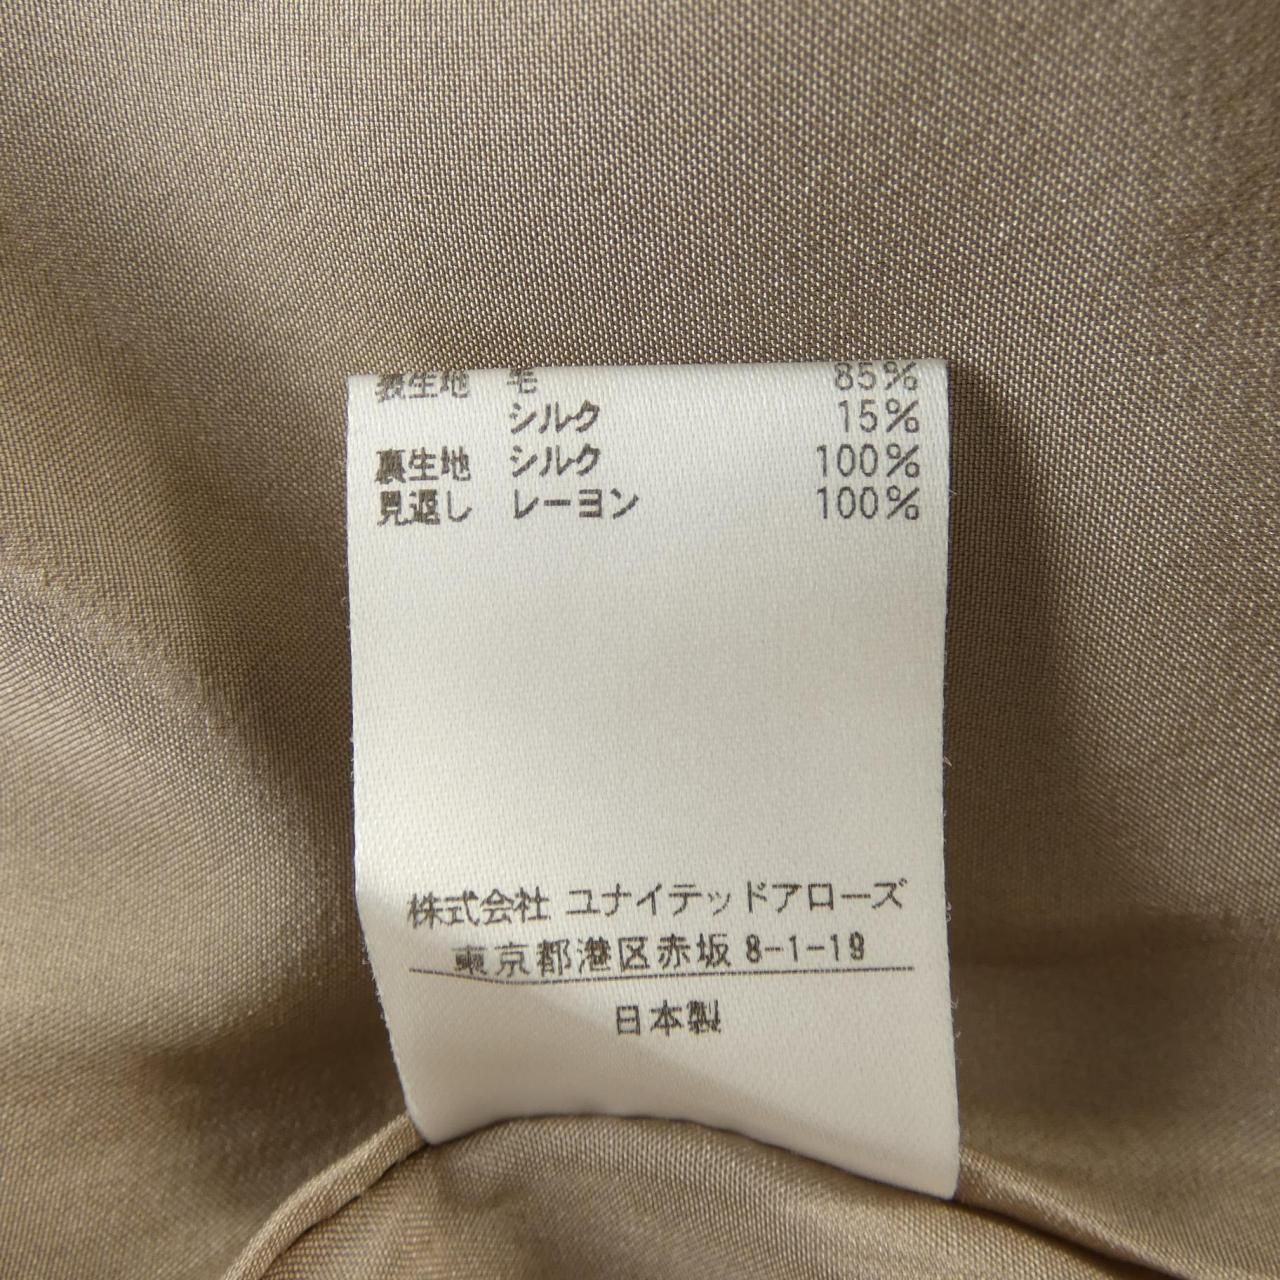 表生地 毛 85%
シルク 15%
裏生地 シルク 100%
見返し レーヨン 100%
株式会社 ユナイテッドアローズ
東京都港区赤坂 8-1-19
日本製